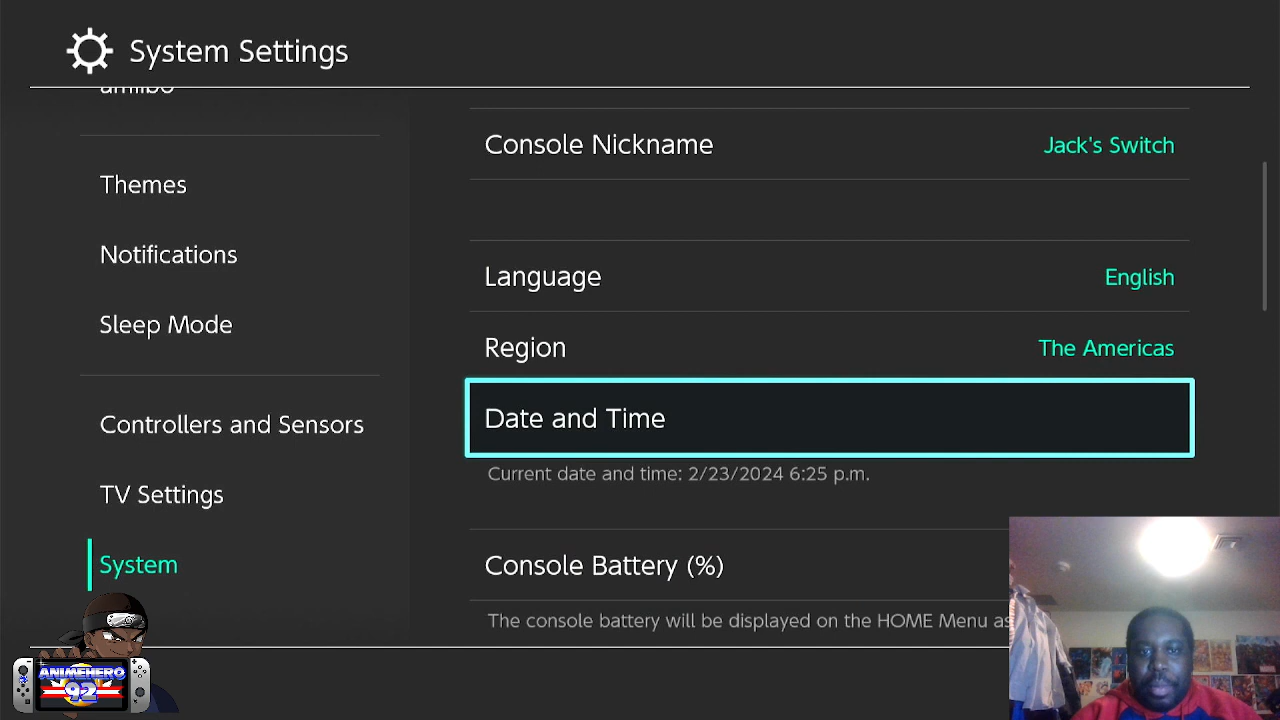 System Settings
amiibo
Themes
Notifications
Sleep Mode
Controllers and Sensors
TV Settings
System
Console Nickname Jack's Switch
Language English
Region The Americas
Date and Time
Current date and time: 2/23/2024 6:25 p.m.
Console Battery (%)
The console battery will be displayed on the HOME Menu as
ANIMEHERO
92